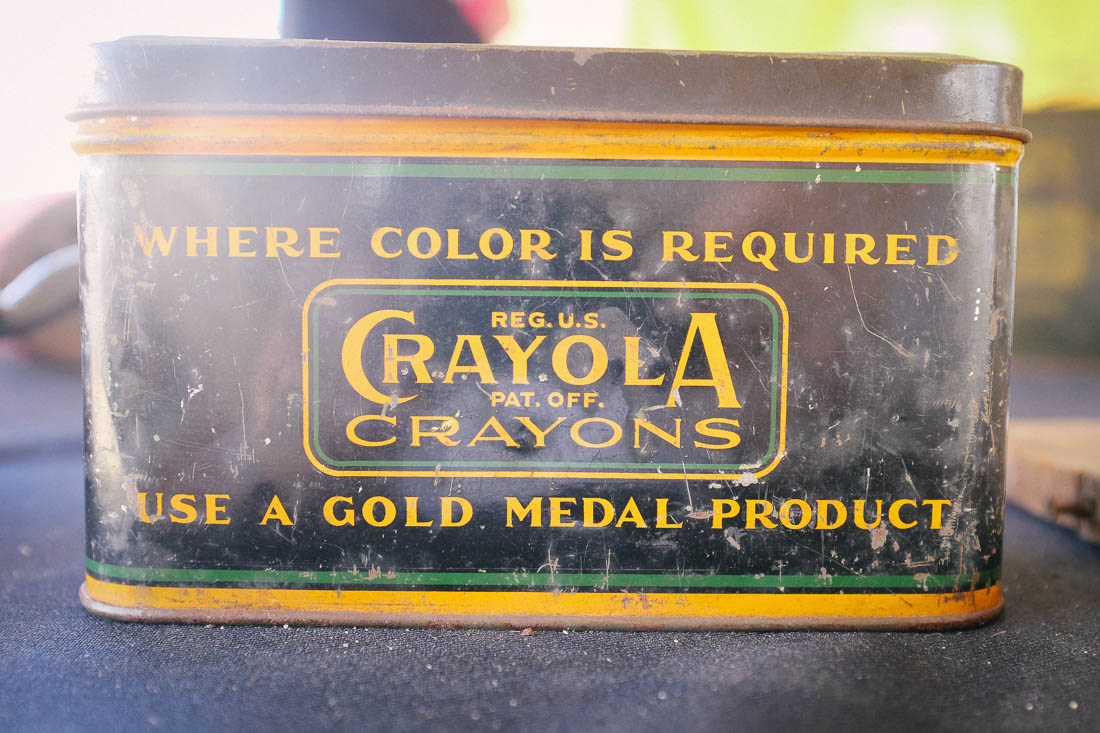 WHERE COLOR IS REQUIRED
REG. U.S.
CRAYOLA
PAT. OFF.
CRAYONS
USE A GOLD MEDAL PRODUCT